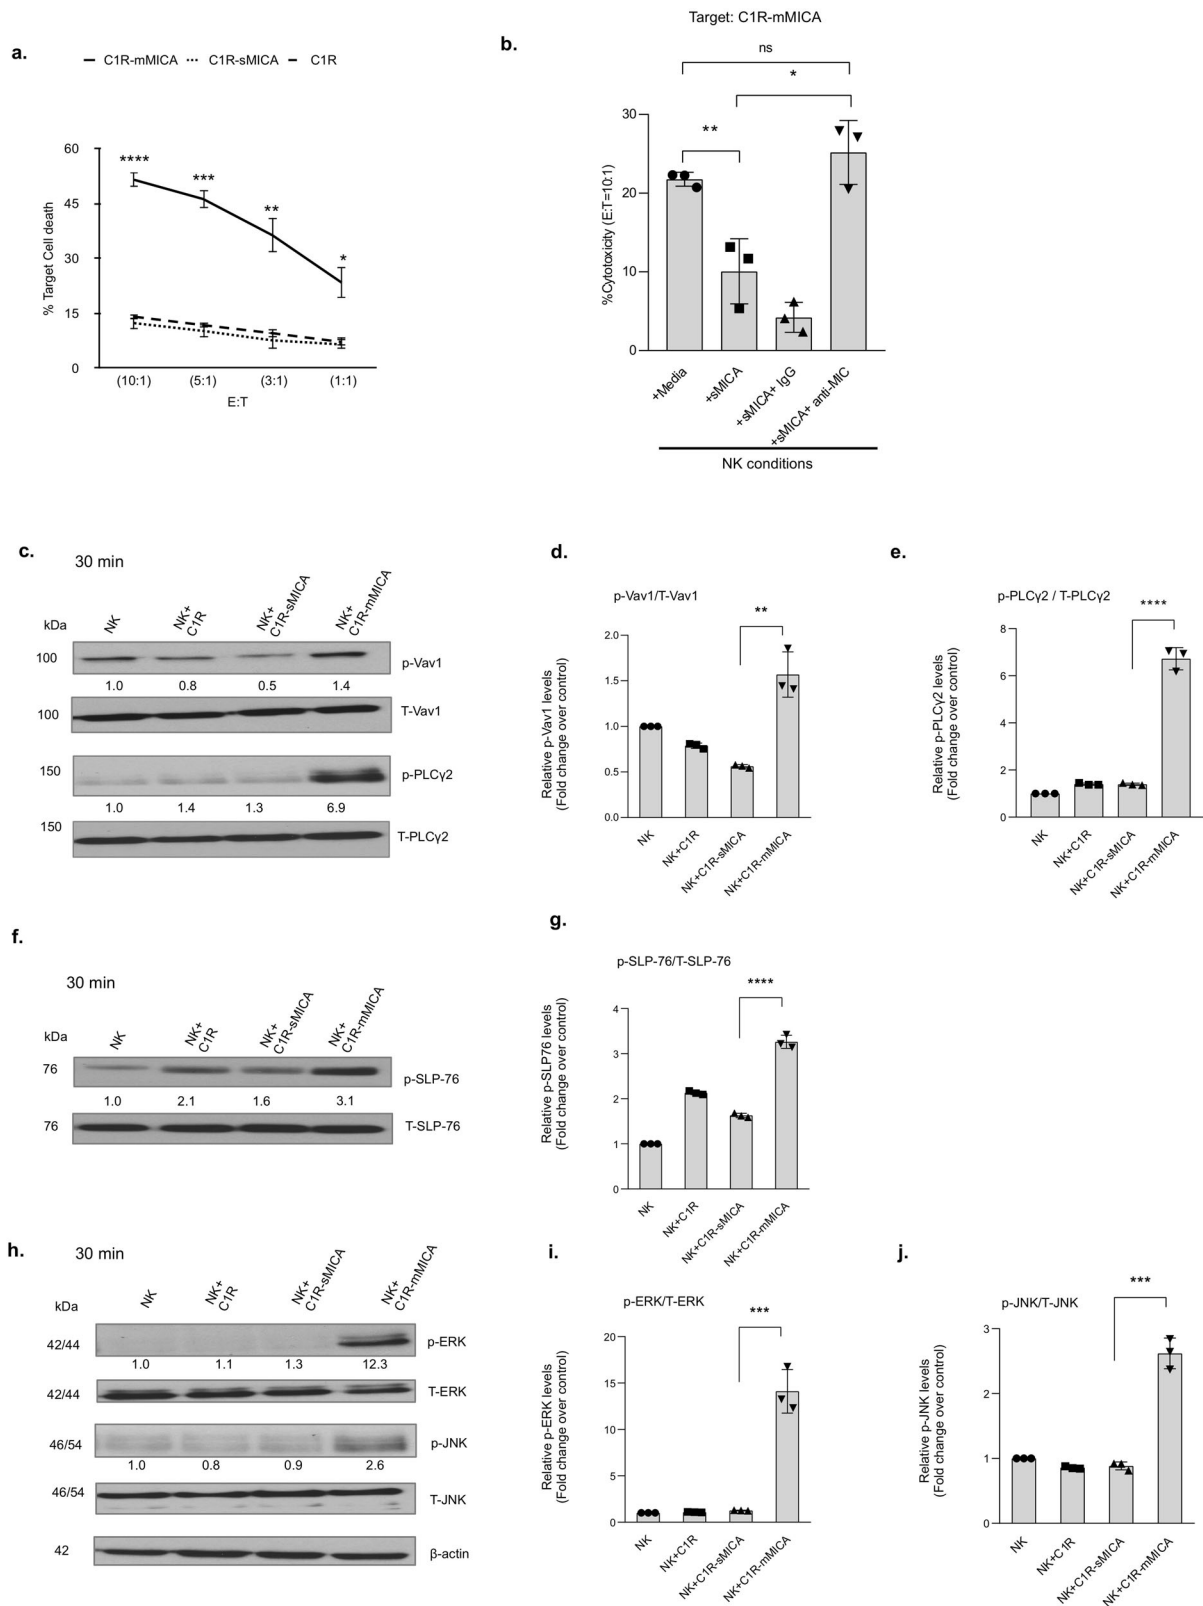 a.
C1R-mMICA C1R-sMICA C1R
% Target Cell death
60
45
30
15
0
****
***
**
*
(10:1) (5:1) (3:1) (1:1)
E:T
b.
Target: C1R-mMICA
ns
*
**
%Cytotoxicity (E:T=10:1)
30
20
10
0
+Media
+sMICA
+sMICA+ IgG
+sMICA+ anti-MIC
NK conditions
c.
30 min
kDa
NK
NK+
C1R
NK+
C1R-sMICA
NK+
C1R-mMICA
100 p-Vav1
1.0 0.8 0.5 1.4
100 T-Vav1
150 p-PLCγ2
1.0 1.4 1.3 6.9
150 T-PLCγ2
d.
p-Vav1/T-Vav1
**
Relative p-Vav1 levels
(Fold change over control)
2.0
1.5
1.0
0.5
0.0
NK
NK+C1R
NK+C1R-sMICA
NK+C1R-mMICA
e.
p-PLCγ2 / T-PLCγ2
****
Relative p-PLCγ2 levels
(Fold change over control)
8
6
4
2
0
NK
NK+C1R
NK+C1R-sMICA
NK+C1R-mMICA
f.
30 min
kDa
NK
NK+
C1R
NK+
C1R-sMICA
NK+
C1R-mMICA
76 p-SLP-76
1.0 2.1 1.6 3.1
76 T-SLP-76
g.
p-SLP-76/T-SLP-76
****
Relative p-SLP76 levels
(Fold change over control)
4
3
2
1
0
NK
NK+C1R
NK+C1R-sMICA
NK+C1R-mMICA
h.
30 min
kDa
NK
NK+
C1R
NK+
C1R-sMICA
NK+
C1R-mMICA
42/44 p-ERK
1.0 1.1 1.3 12.3
42/44 T-ERK
46/54 p-JNK
1.0 0.8 0.9 2.6
46/54 T-JNK
42 β-actin
i.
p-ERK/T-ERK
***
Relative p-ERK levels
(Fold change over control)
20
15
10
5
0
NK
NK+C1R
NK+C1R-sMICA
NK+C1R-mMICA
j.
p-JNK/T-JNK
***
Relative p-JNK levels
(Fold change over control)
3
2
1
0
NK
NK+C1R
NK+C1R-sMICA
NK+C1R-mMICA